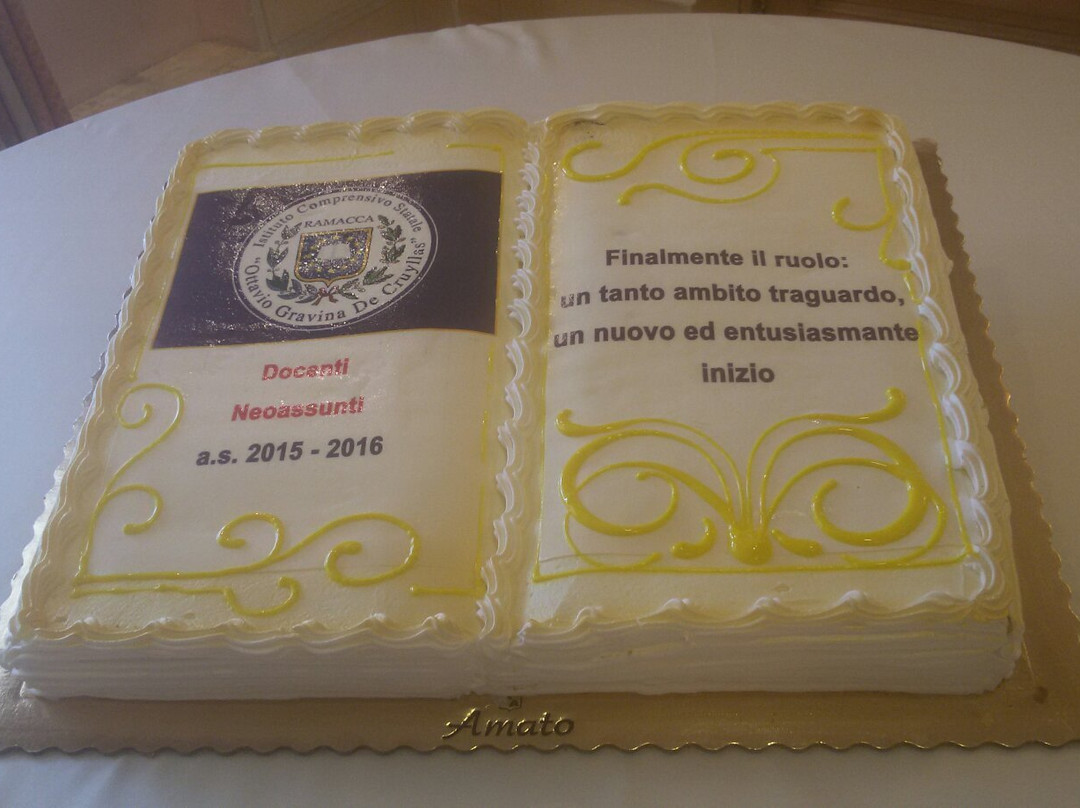 Istituto Comprensivo Statale
RAMACCA
"Ottavio Gravina De Cruyllas"
Docenti
Neoassunti
a.s. 2015 - 2016
Finalmente il ruolo:
un tanto ambito traguardo,
un nuovo ed entusiasmante
inizio
Amato